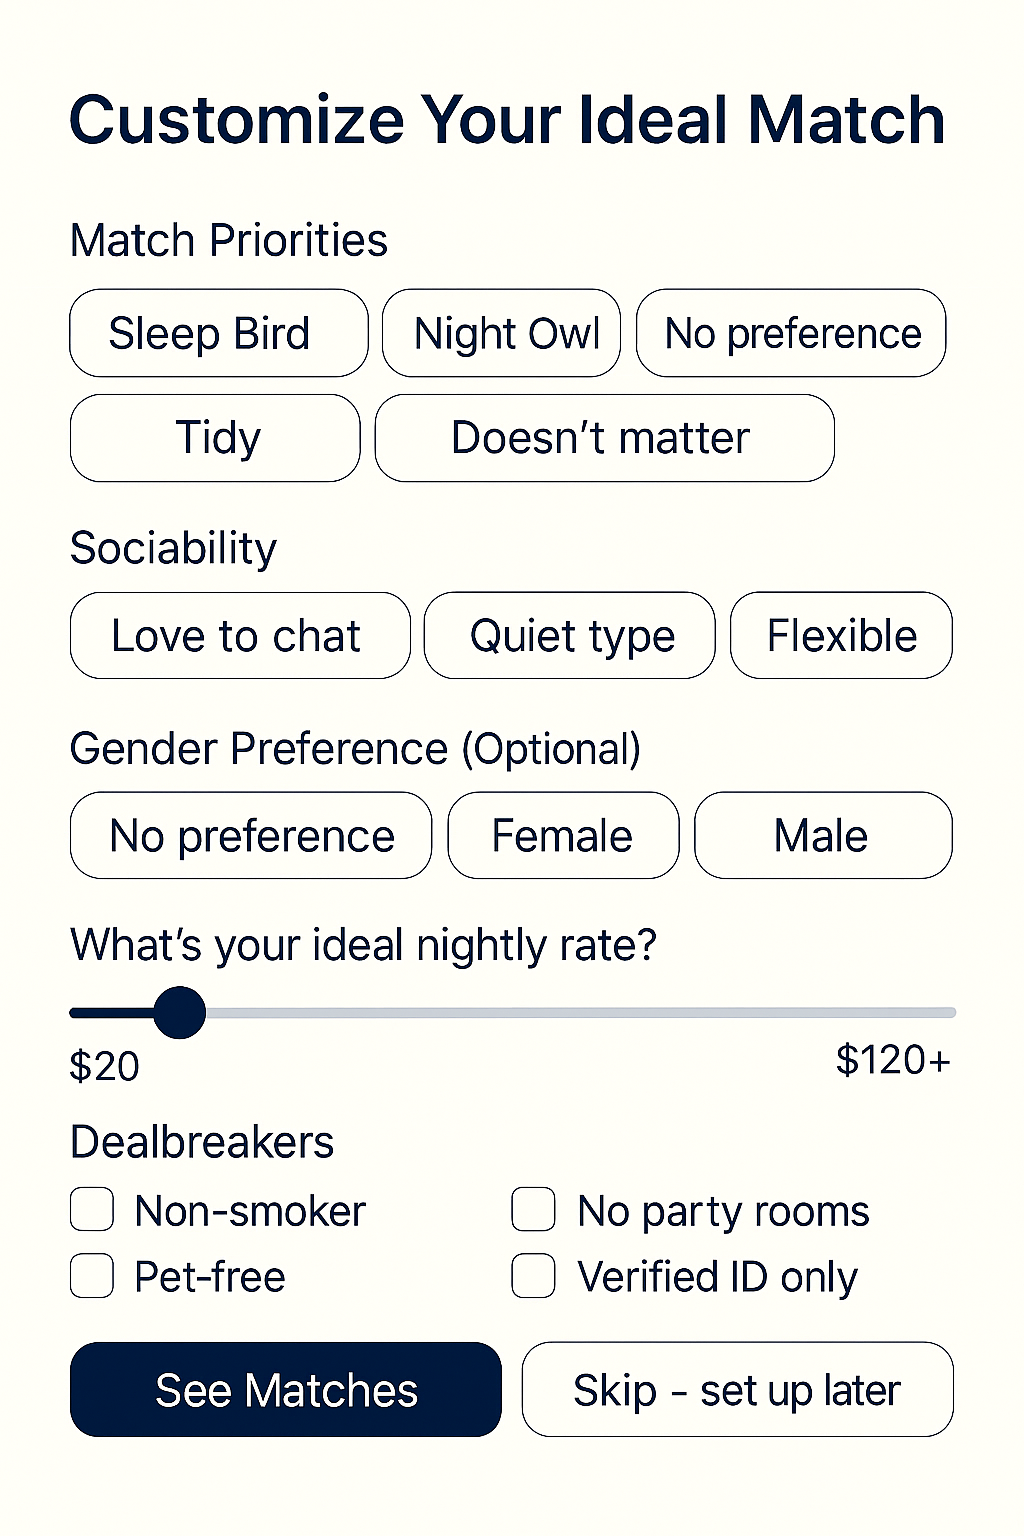 Customize Your Ideal Match
Match Priorities
Sleep Bird Night Owl No preference
Tidy Doesn't matter
Sociability
Love to chat Quiet type Flexible
Gender Preference (Optional)
No preference Female Male
What's your ideal nightly rate?
$20 $120+
Dealbreakers
Non-smoker No party rooms
Pet-free Verified ID only
See Matches Skip - set up later